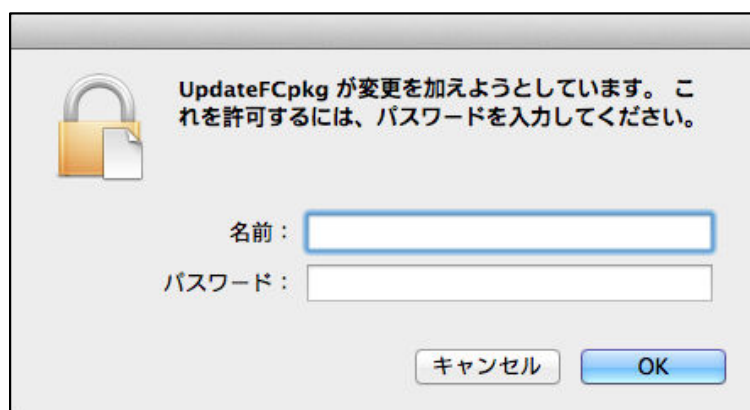 UpdateFCpkg が変更を加えようとしています。 こ
れを許可するには、パスワードを入力してください。
名前：
パスワード：
キャンセル
OK